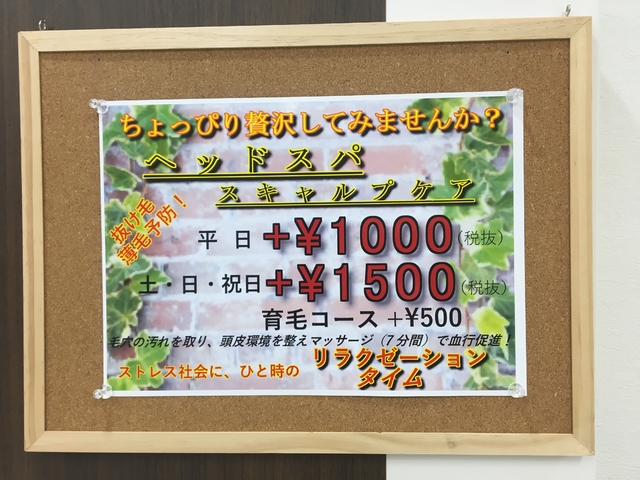 ちょっぴり贅沢してみませんか？
ヘッドスパ
スキャルプケア
抜け毛
薄毛予防！
平日＋¥1000(税抜)
土・日・祝日＋¥1500(税抜)
育毛コース＋¥500
毛穴の汚れを取り、頭皮環境を整えマッサージ（７分間）で血行促進！
ストレス社会に、ひと時の リラクゼーション
タイム